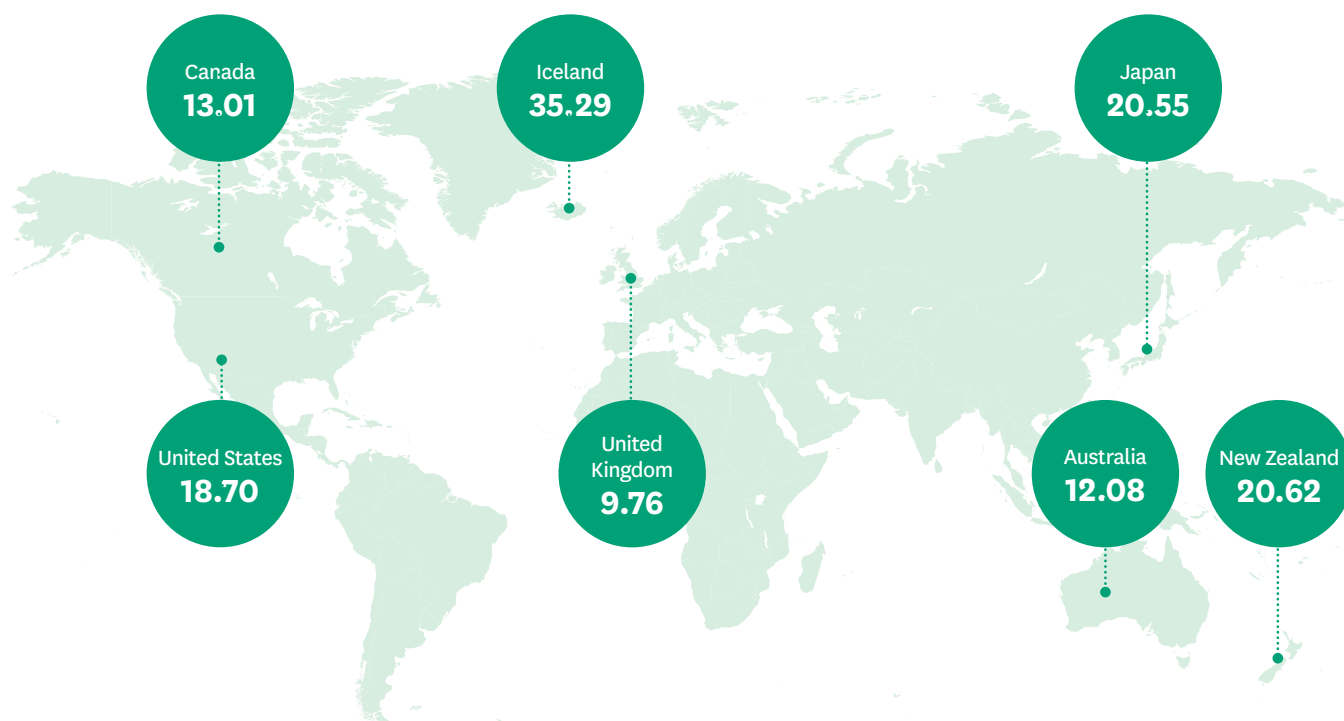 Canada
13.01
Iceland
35.29
Japan
20.55
United States
18.70
United
Kingdom
9.76
Australia
12.08
New Zealand
20.62